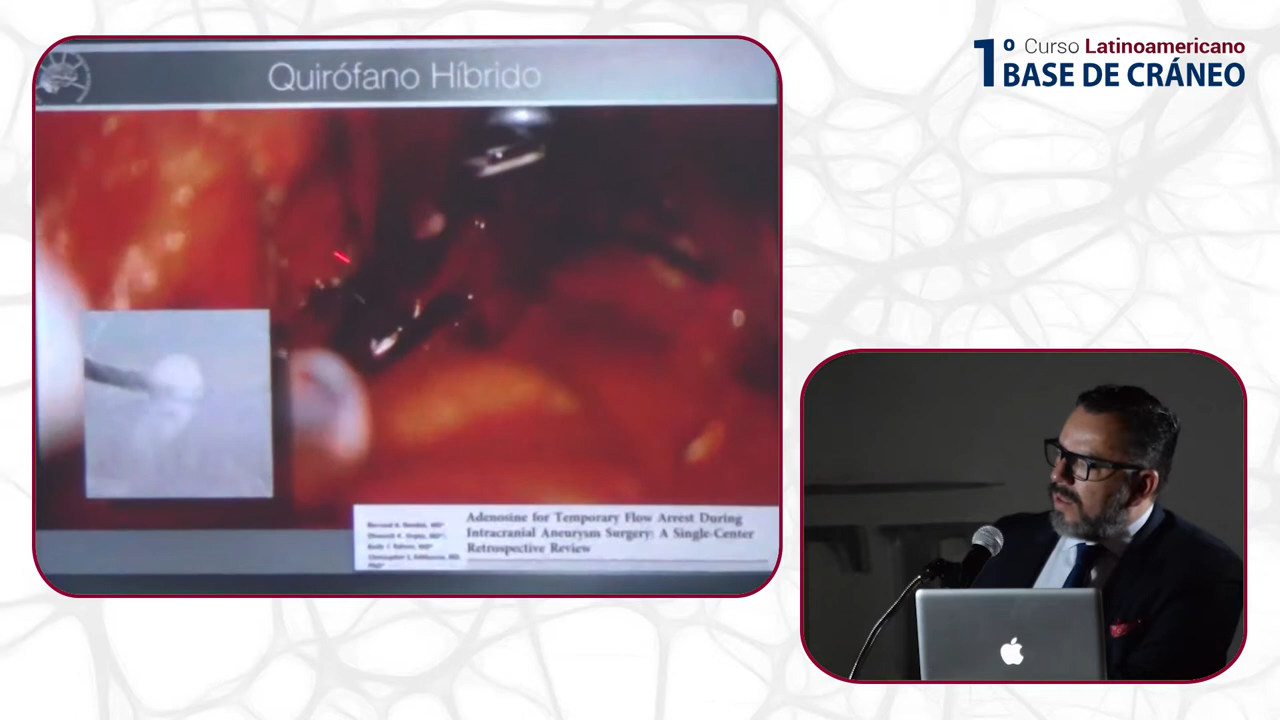 Quirófano Híbrido
1º Curso Latinoamericano
BASE DE CRÁNEO
Adenosine for Temporary Flow Arrest During
Intracranial Aneurysm Surgery: A Single-Center
Retrospective Review